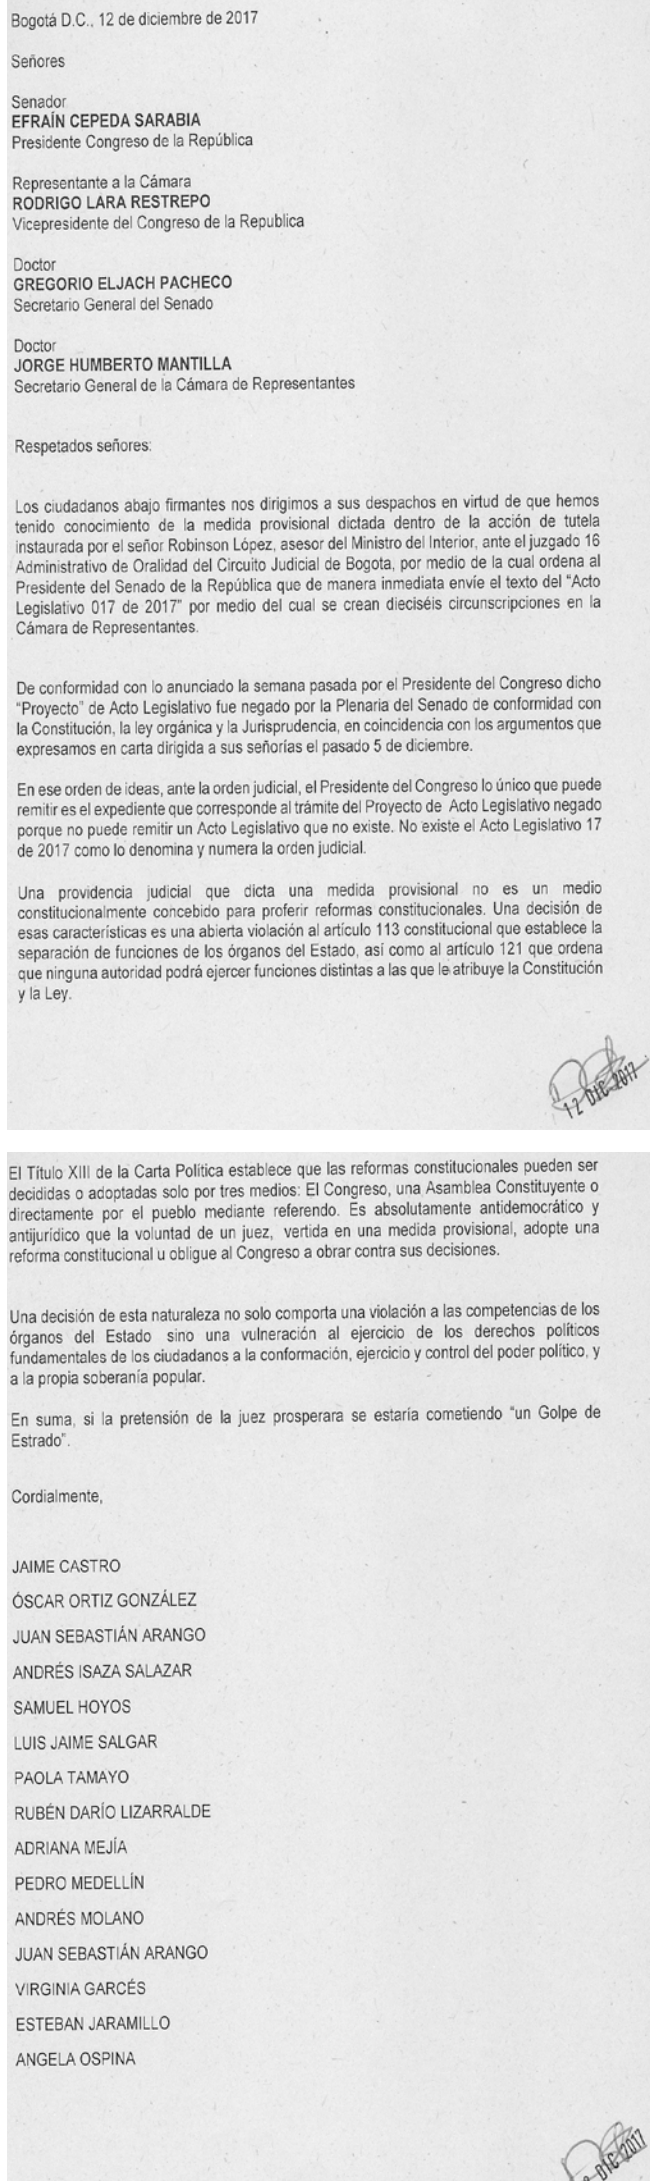 Bogotá D.C., 12 de diciembre de 2017
Señores
Senador
EFRAÍN CEPEDA SARABIA
Presidente Congreso de la República
Representante a la Cámara
RODRIGO LARA RESTREPO
Vicepresidente del Congreso de la Republica
Doctor
GREGORIO ELJACH PACHECO
Secretario General del Senado
Doctor
JORGE HUMBERTO MANTILLA
Secretario General de la Cámara de Representantes
Respetados señores:
Los ciudadanos abajo firmantes nos dirigimos a sus despachos en virtud de que hemos
tenido conocimiento de la medida provisional dictada dentro de la acción de tutela
instaurada por el señor Robinson López, asesor del Ministro del Interior, ante el juzgado 16
Administrativo de Oralidad del Circuito Judicial de Bogota, por medio de la cual ordena al
Presidente del Senado de la República que de manera inmediata envíe el texto del "Acto
Legislativo 017 de 2017" por medio del cual se crean dieciséis circunscripciones en la
Cámara de Representantes.
De conformidad con lo anunciado la semana pasada por el Presidente del Congreso dicho
"Proyecto" de Acto Legislativo fue negado por la Plenaria del Senado de conformidad con
la Constitución, la ley orgánica y la Jurisprudencia, en coincidencia con los argumentos que
expresamos en carta dirigida a sus señorías el pasado 5 de diciembre.
En ese orden de ideas, ante la orden judicial, el Presidente del Congreso lo único que puede
remitir es el expediente que corresponde al trámite del Proyecto de Acto Legislativo negado
porque no puede remitir un Acto Legislativo que no existe. No existe el Acto Legislativo 17
de 2017 como lo denomina y numera la orden judicial.
Una providencia judicial que dicta una medida provisional no es un medio
constitucionalmente concebido para proferir reformas constitucionales. Una decisión de
esas características es una abierta violación al artículo 113 constitucional que establece la
separación de funciones de los órganos del Estado, así como al artículo 121 que ordena
que ninguna autoridad podrá ejercer funciones distintas a las que le atribuye la Constitución
y la Ley.
12 DIC 2017
El Título XIII de la Carta Política establece que las reformas constitucionales pueden ser
decididas o adoptadas solo por tres medios: El Congreso, una Asamblea Constituyente o
directamente por el pueblo mediante referendo. Es absolutamente antidemocrático y
antijurídico que la voluntad de un juez, vertida en una medida provisional, adopte una
reforma constitucional u obligue al Congreso a obrar contra sus decisiones.
Una decisión de esta naturaleza no solo comporta una violación a las competencias de los
órganos del Estado sino una vulneración al ejercicio de los derechos políticos
fundamentales de los ciudadanos a la conformación, ejercicio y control del poder político, y
a la propia soberanía popular.
En suma, si la pretensión de la juez prosperara se estaría cometiendo "un Golpe de
Estrado".
Cordialmente,
JAIME CASTRO
ÓSCAR ORTIZ GONZÁLEZ
JUAN SEBASTIÁN ARANGO
ANDRÉS ISAZA SALAZAR
SAMUEL HOYOS
LUIS JAIME SALGAR
PAOLA TAMAYO
RUBÉN DARÍO LIZARRALDE
ADRIANA MEJÍA
PEDRO MEDELLÍN
ANDRÉS MOLANO
JUAN SEBASTIÁN ARANGO
VIRGINIA GARCÉS
ESTEBAN JARAMILLO
ANGELA OSPINA
DIC 2017